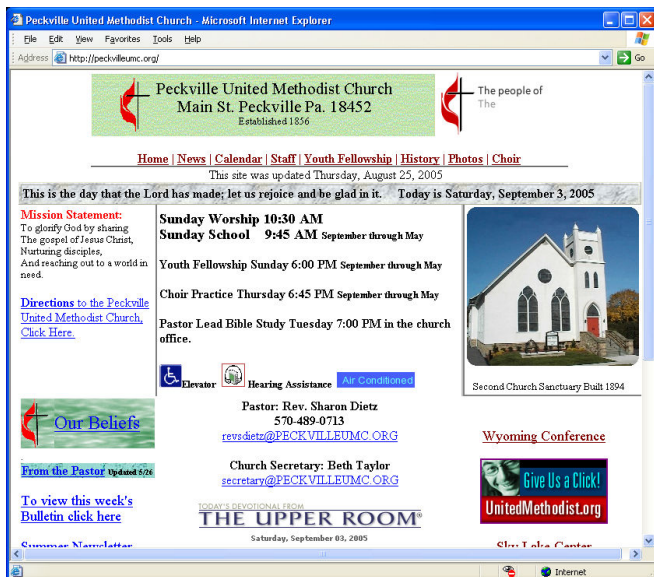 Peckville United Methodist Church - Microsoft Internet Explorer
File Edit View Favorites Tools Help
Address http://peckvilleumc.org/ Go
Peckville United Methodist Church
Main St. Peckville Pa. 18452
Established 1856
The people of
The
Home | News | Calendar | Staff | Youth Fellowship | History | Photos | Choir
This site was updated Thursday, August 25, 2005
This is the day that the Lord has made; let us rejoice and be glad in it. Today is Saturday, September 3, 2005
Mission Statement:
To glorify God by sharing
The gospel of Jesus Christ,
Nurturing disciples,
And reaching out to a world in
need.
Directions to the Peckville
United Methodist Church,
Click Here.
Sunday Worship 10:30 AM
Sunday School 9:45 AM September through May
Youth Fellowship Sunday 6:00 PM September through May
Choir Practice Thursday 6:45 PM September through May
Pastor Lead Bible Study Tuesday 7:00 PM in the church
office.
Elevator Hearing Assistance Air Conditioned
Second Church Sanctuary Built 1894
Our Beliefs
From the Pastor Updated 5/26
To view this week's
Bulletin click here
Summer Newsletter
Pastor: Rev. Sharon Dietz
570-489-0713
revsdietz@PECKVILLEUMC.ORG
Church Secretary: Beth Taylor
secretary@PECKVILLEUMC.ORG
TODAY'S DEVOTIONAL FROM
THE UPPER ROOM®
Saturday, September 03, 2005
Wyoming Conference
Give Us a Click!
UnitedMethodist.org
Sky Lake Center
Internet